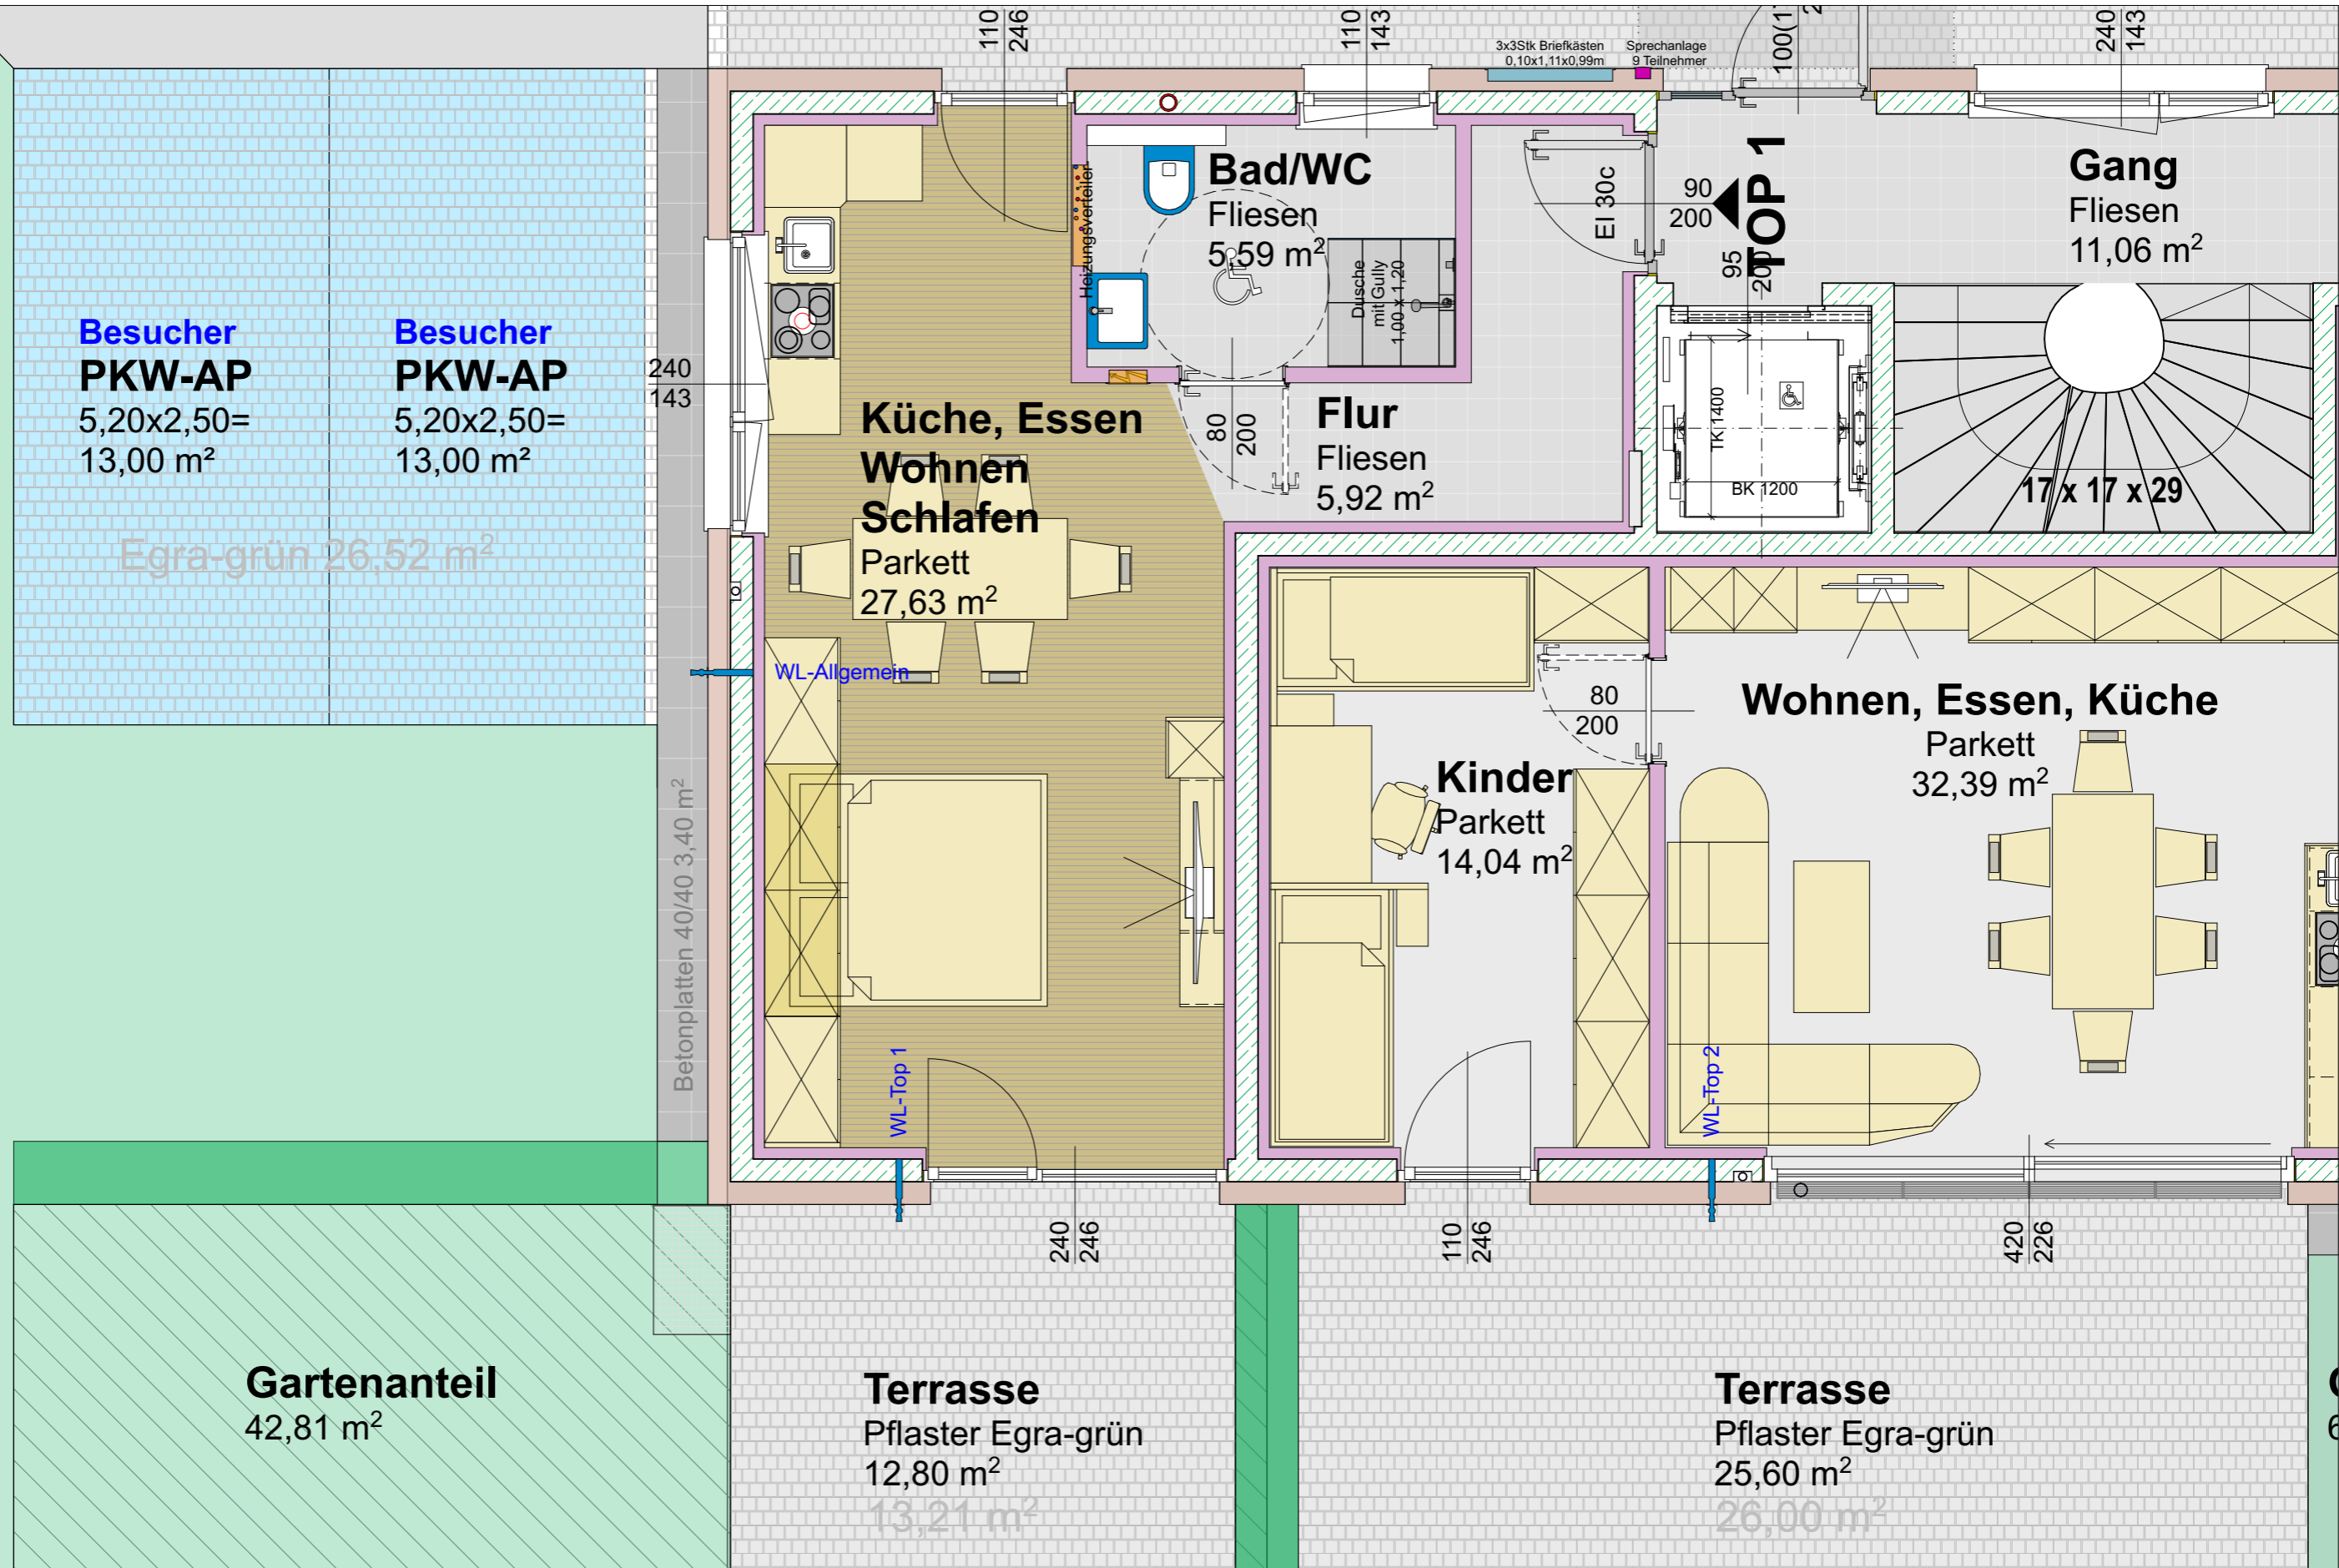 110
246
110
143
3x3Stk Briefkästen
0,10x1,11x0,99m
Sprechanlage
9 Teilnehmer
240
143
Bad/WC
Fliesen
5,59 m²
Heizungsverteiler
Dusche
mit Gully
1,00 x 1,20
EI 30c
90
200
TOP 1
95
200
Gang
Fliesen
11,06 m²
Besucher
PKW-AP
5,20x2,50=
13,00 m²
Besucher
PKW-AP
5,20x2,50=
13,00 m²
Egra-grün 26,52 m²
240
143
Küche, Essen
Wohnen
Schlafen
Parkett
27,63 m²
80
200
Flur
Fliesen
5,92 m²
TK 1400
BK 1200
17 x 17 x 29
WL-Allgemein
80
200
Kinder
Parkett
14,04 m²
Wohnen, Essen, Küche
Parkett
32,39 m²
Betonplatten 40/40 3,40 m²
WL-Top 1
WL-Top 2
240
246
110
246
420
226
Gartenanteil
42,81 m²
Terrasse
Pflaster Egra-grün
12,80 m²
13,21 m²
Terrasse
Pflaster Egra-grün
25,60 m²
26,00 m²